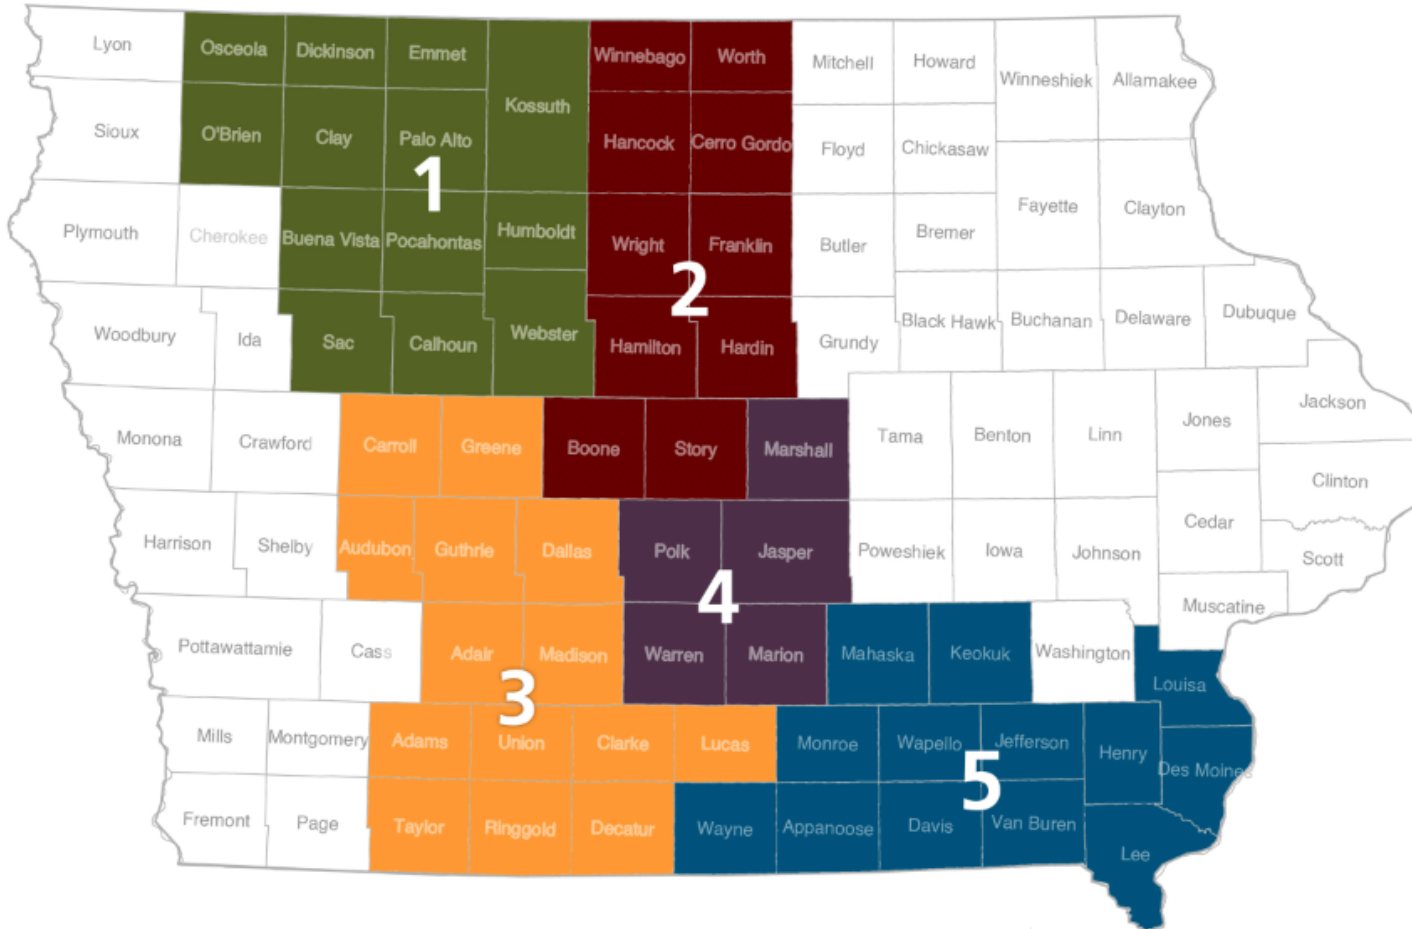 Lyon
Osceola
Dickinson
Emmet
Kossuth
Winnebago
Worth
Mitchell
Howard
Winneshiek
Allamakee
Sioux
O'Brien
Clay
Palo Alto
Hancock
Cerro Gordo
Floyd
Chickasaw
1
Plymouth
Cherokee
Buena Vista
Pocahontas
Humboldt
Wright
Franklin
Butler
Bremer
Fayette
Clayton
2
Woodbury
Ida
Sac
Calhoun
Webster
Hamilton
Hardin
Grundy
Black Hawk
Buchanan
Delaware
Dubuque
Monona
Crawford
Carroll
Greene
Boone
Story
Marshall
Tama
Benton
Linn
Jones
Jackson
Clinton
Harrison
Shelby
Audubon
Guthrie
Dallas
Polk
Jasper
Poweshiek
Iowa
Johnson
Cedar
Scott
Muscatine
4
Pottawattamie
Cass
Adair
Madison
Warren
Marion
Mahaska
Keokuk
Washington
Louisa
3
Mills
Montgomery
Adams
Union
Clarke
Lucas
Monroe
Wapello
Jefferson
Henry
Des Moines
5
Fremont
Page
Taylor
Ringgold
Decatur
Wayne
Appanoose
Davis
Van Buren
Lee